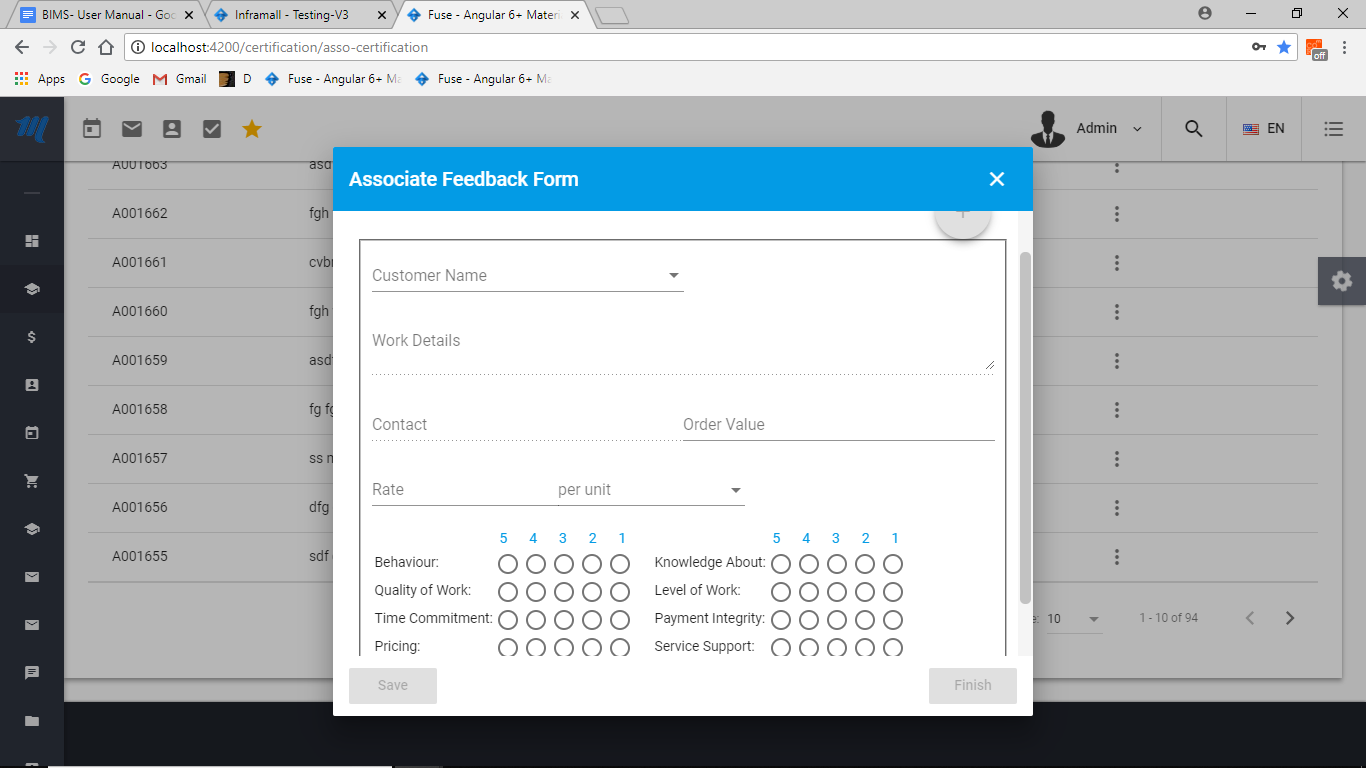 BIMS- User Manual - Goo
Inframall - Testing-V3
Fuse - Angular 6+ Materi
localhost:4200/certification/asso-certification
off
Apps
Google
Gmail
D
Fuse - Angular 6+ Ma
Fuse - Angular 6+ Ma
Admin
EN
A001663 asd
A001662 fgh
A001661 cvbn
A001660 fgh
A001659 asdf
A001658 fg fg
A001657 ss n
A001656 dfg
A001655 sdf
Associate Feedback Form
Customer Name
Work Details
Contact Order Value
Rate per unit
5 4 3 2 1 5 4 3 2 1
Behaviour: Knowledge About:
Quality of Work: Level of Work:
Time Commitment: Payment Integrity:
Pricing: Service Support:
Save Finish
e: 10 1 - 10 of 94